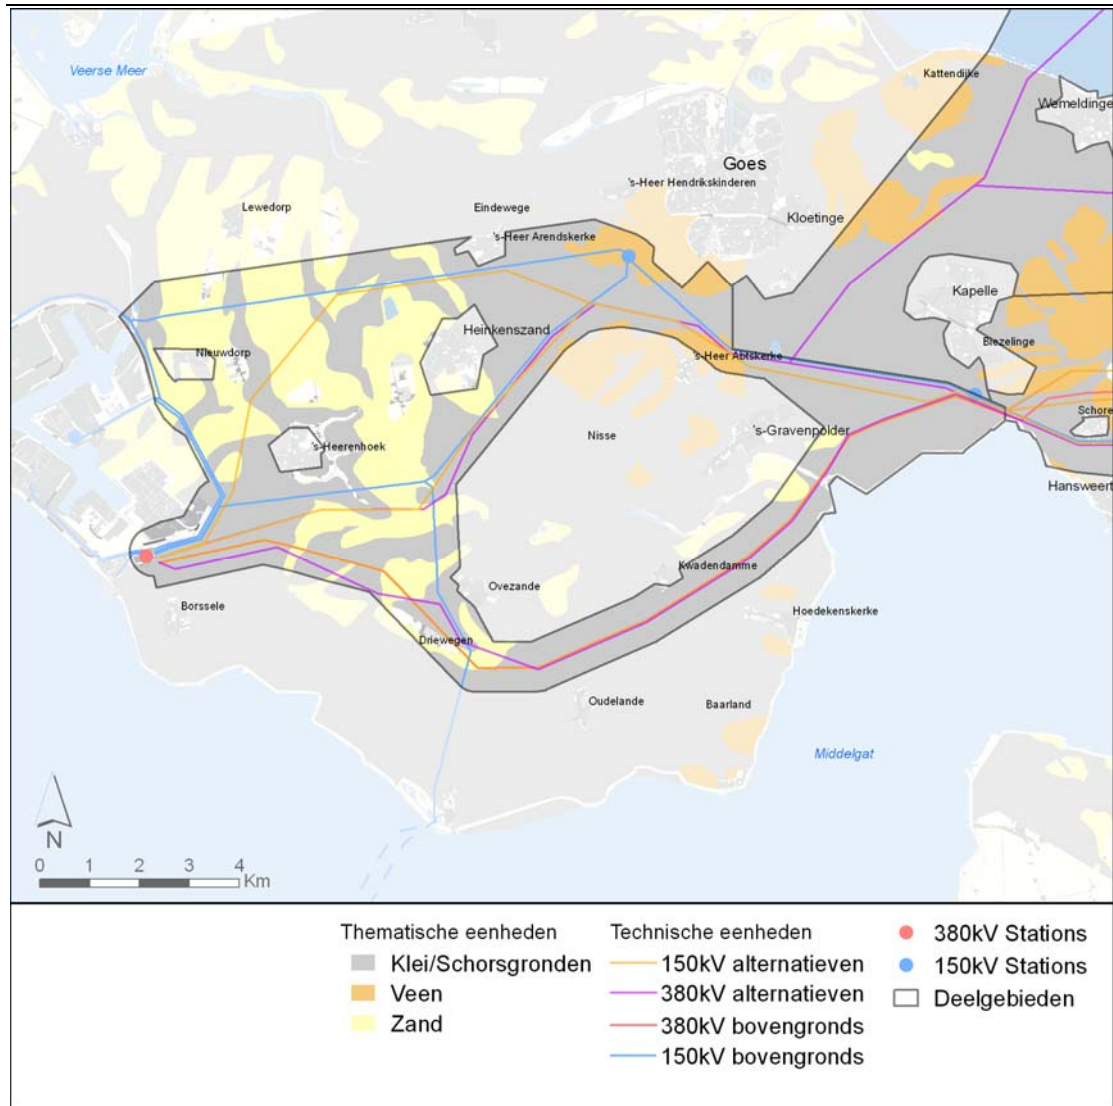 Veerse Meer
Kattendijke
Wemeldinge
Goes
's-Heer Hendrikskinderen
Lewedorp
Eindewege
Kloetinge
's-Heer Arendskerke
Kapelle
Heinkenszand
Biezelinge
Nieuwdorp
's-Heer Abtskerke
Schore
's-Gravenpolder
Nisse
's-Heerenhoek
Hansweert
Kwadendamme
Ovezande
Borssele
Hoedekenskerke
Driewegen
Oudelande
Baarland
Middelgat
N
0 1 2 3 4
Km
Thematische eenheden
Klei/Schorsgronden
Veen
Zand
Technische eenheden
150kV alternatieven
380kV alternatieven
380kV bovengronds
150kV bovengronds
380kV Stations
150kV Stations
Deelgebieden